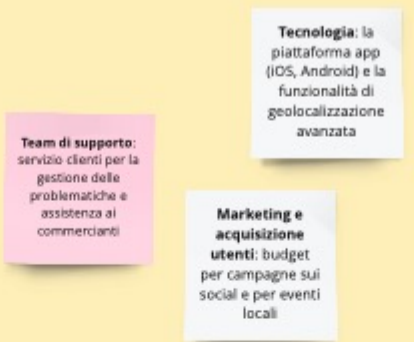 Tecnologia: la
piattaforma app
(iOS, Android) e la
funzionalità di
geolocalizzazione
avanzata
Team di supporto:
servizio clienti per la
gestione delle
problematiche e
assistenza ai
commercianti
Marketing e
acquisizione
utenti: budget
per campagne sui
social e per eventi
locali